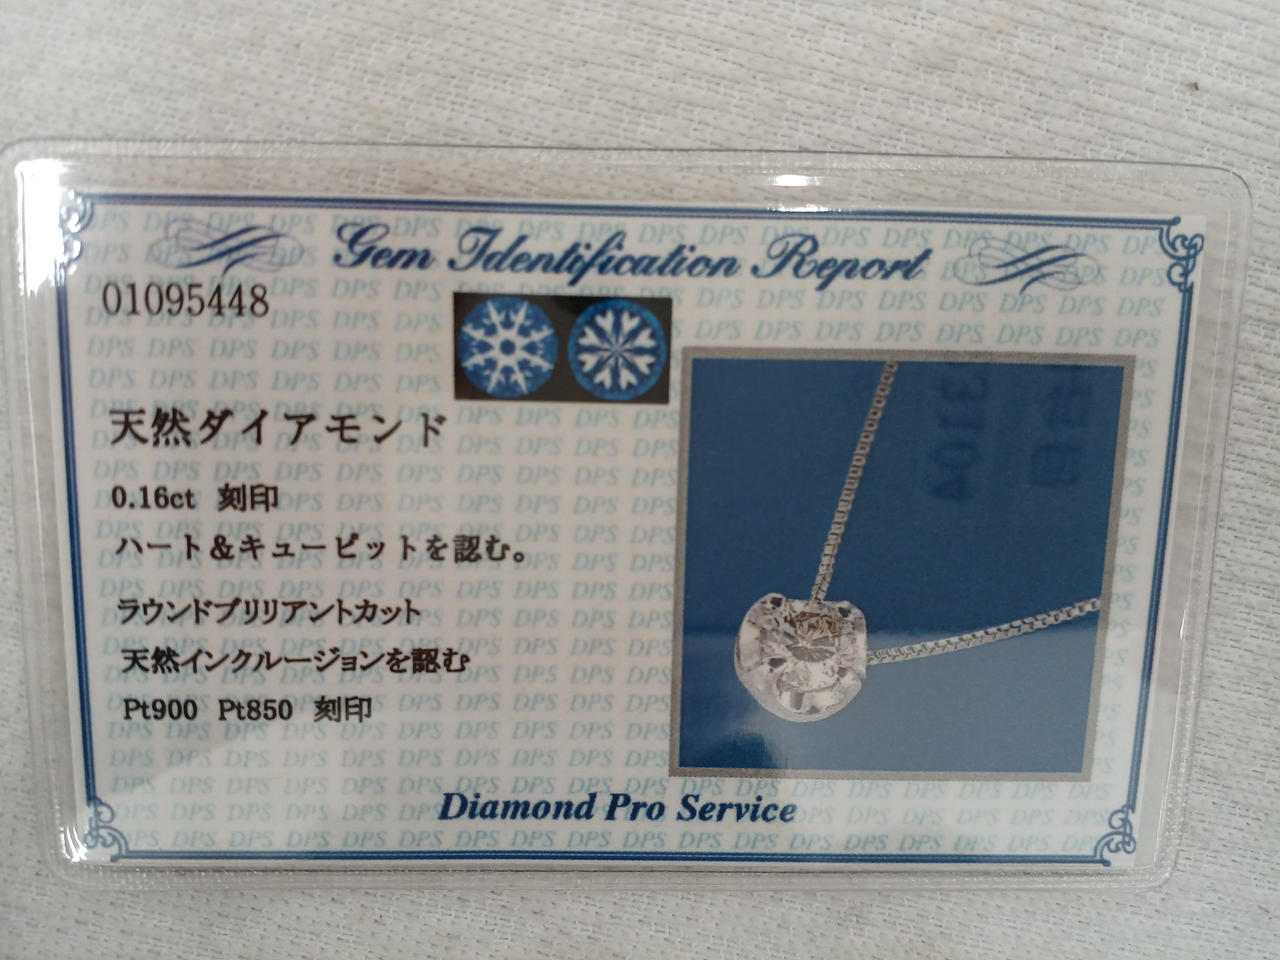 Gem Identification Report
01095448
天然ダイアモンド
0.16ct 刻印
ハート＆キューピットを認む。
ラウンドブリリアントカット
天然インクルージョンを認む
Pt900 Pt850 刻印
Diamond Pro Service